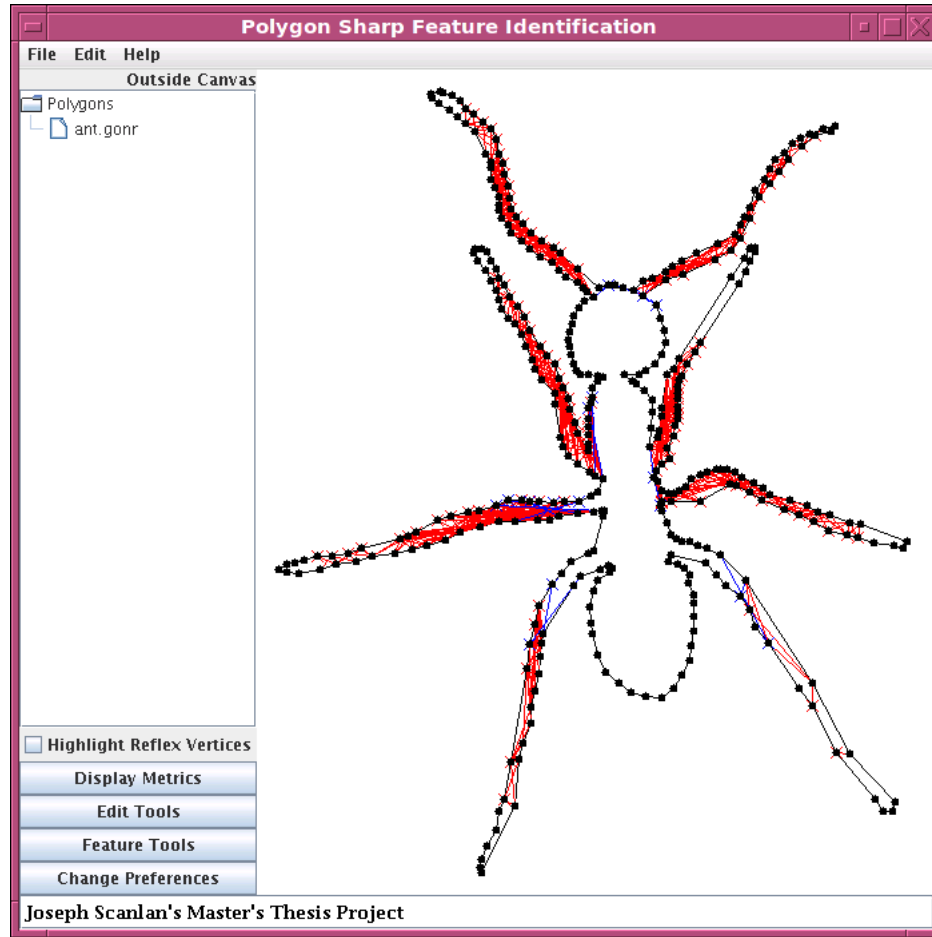 Polygon Sharp Feature Identification
File Edit Help
Outside Canvas
Polygons
ant.gonr
Highlight Reflex Vertices
Display Metrics
Edit Tools
Feature Tools
Change Preferences
Joseph Scanlan's Master's Thesis Project